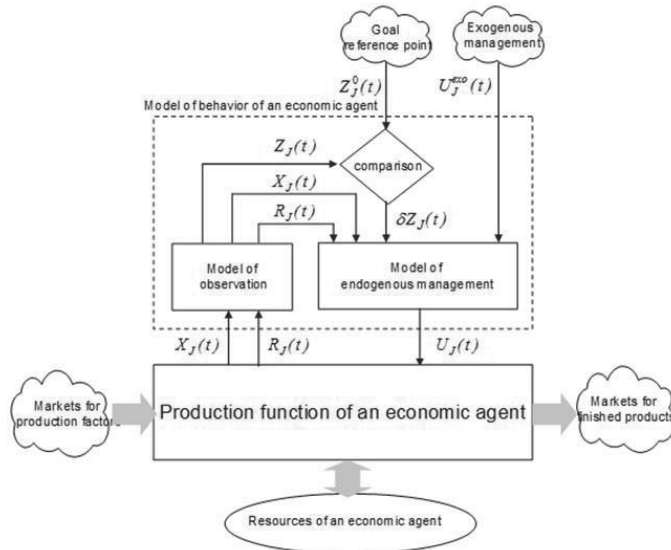 Goal
reference point
Exogenous
management
Z_J^0(t)
U_J^{exo}(t)
Model of behavior of an economic agent
Z_J(t)
comparison
X_J(t)
R_J(t)
δZ_J(t)
Model of
observation
Model of
endogenous management
X_J(t)
R_J(t)
U_J(t)
Markets for
production factors
Production function of an economic agent
Markets for
finished products
Resources of an economic agent